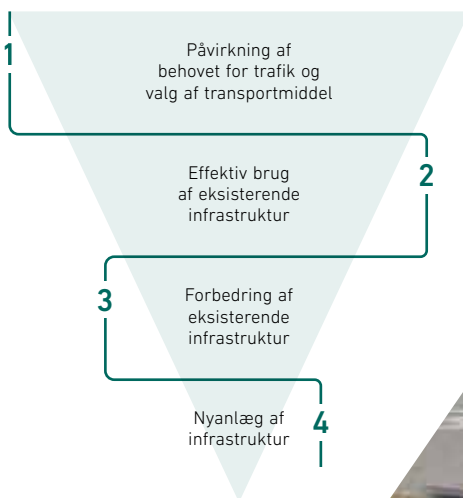 1
Påvirkning af
behovet for trafik og
valg af transportmiddel
2
Effektiv brug
af eksisterende
infrastruktur
3
Forbedring af
eksisterende
infrastruktur
4
Nyanlæg af
infrastruktur